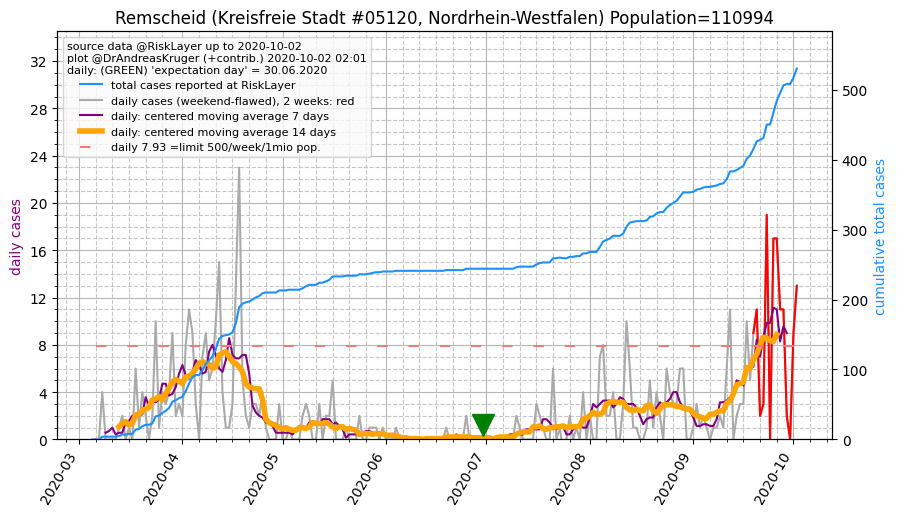 Remscheid (Kreisfreie Stadt #05120, Nordrhein-Westfalen) Population=110994
source data @RiskLayer up to 2020-10-02
plot @DrAndreasKruger (+contrib.) 2020-10-02 02:01
daily: (GREEN) 'expectation day' = 30.06.2020
total cases reported at RiskLayer
daily cases (weekend-flawed), 2 weeks: red
daily: centered moving average 7 days
daily: centered moving average 14 days
daily 7.93 =limit 500/week/1mio pop.
daily cases
32
28
24
20
16
12
8
4
0
500
400
300
200
100
0
cumulative total cases
2020-03
2020-04
2020-05
2020-06
2020-07
2020-08
2020-09
2020-10